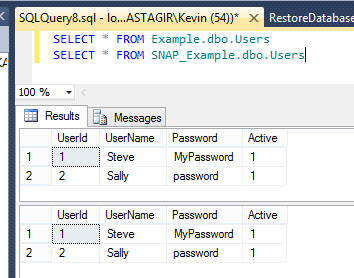 SQLQuery8.sql - lo...ASTAGIR\Kevin (54))*
RestoreDatabase
SELECT * FROM Example.dbo.Users
SELECT * FROM SNAP_Example.dbo.Users
100 %
Results Messages
UserId UserName Password Active
1 1 Steve MyPassword 1
2 2 Sally password 1
UserId UserName Password Active
1 1 Steve MyPassword 1
2 2 Sally password 1